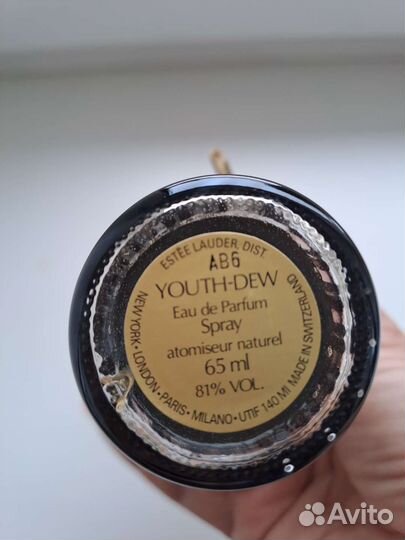 ESTĒE LAUDER, DIST.
AB6
YOUTH-DEW
Eau de Parfum
Spray
atomiseur naturel
65 ml
81% VOL.
NEW YORK • LONDON • PARIS • MILANO • UTIF 140 MI MADE IN SWITZERLAND
Avito